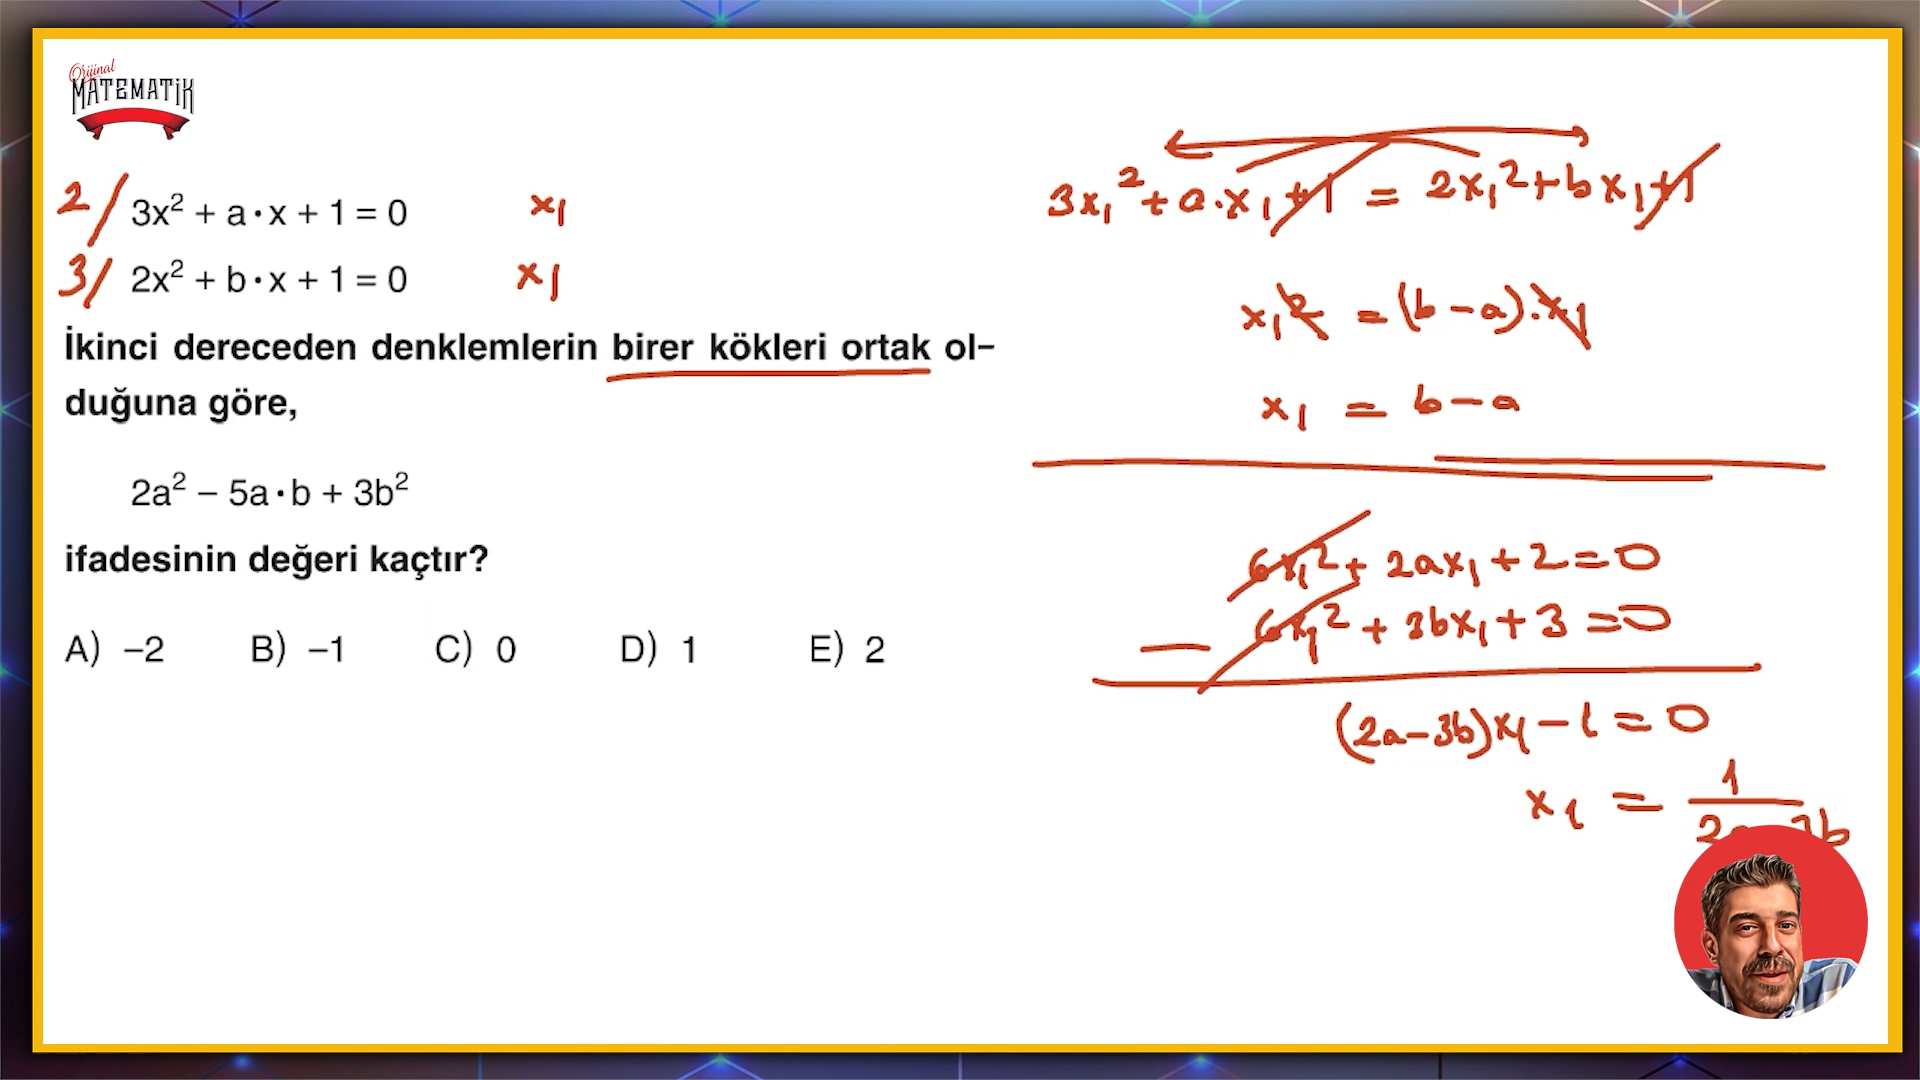 Orijinal
MATEMATİK
2/ 3x² + a·x + 1 = 0 x₁
3/ 2x² + b·x + 1 = 0 x₁
İkinci dereceden denklemlerin birer kökleri ortak ol-
duğuna göre,
2a² – 5a·b + 3b²
ifadesinin değeri kaçtır?
A) –2 B) –1 C) 0 D) 1 E) 2
3x₁² + a·x₁ + 1 = 2x₁² + bx₁ + 1
x₁² = (b – a)·x₁
x₁ = b – a
6x₁² + 2ax₁ + 2 = 0
– 6x₁² + 3bx₁ + 3 = 0
(2a – 3b)x₁ – 1 = 0
x₁ = 1